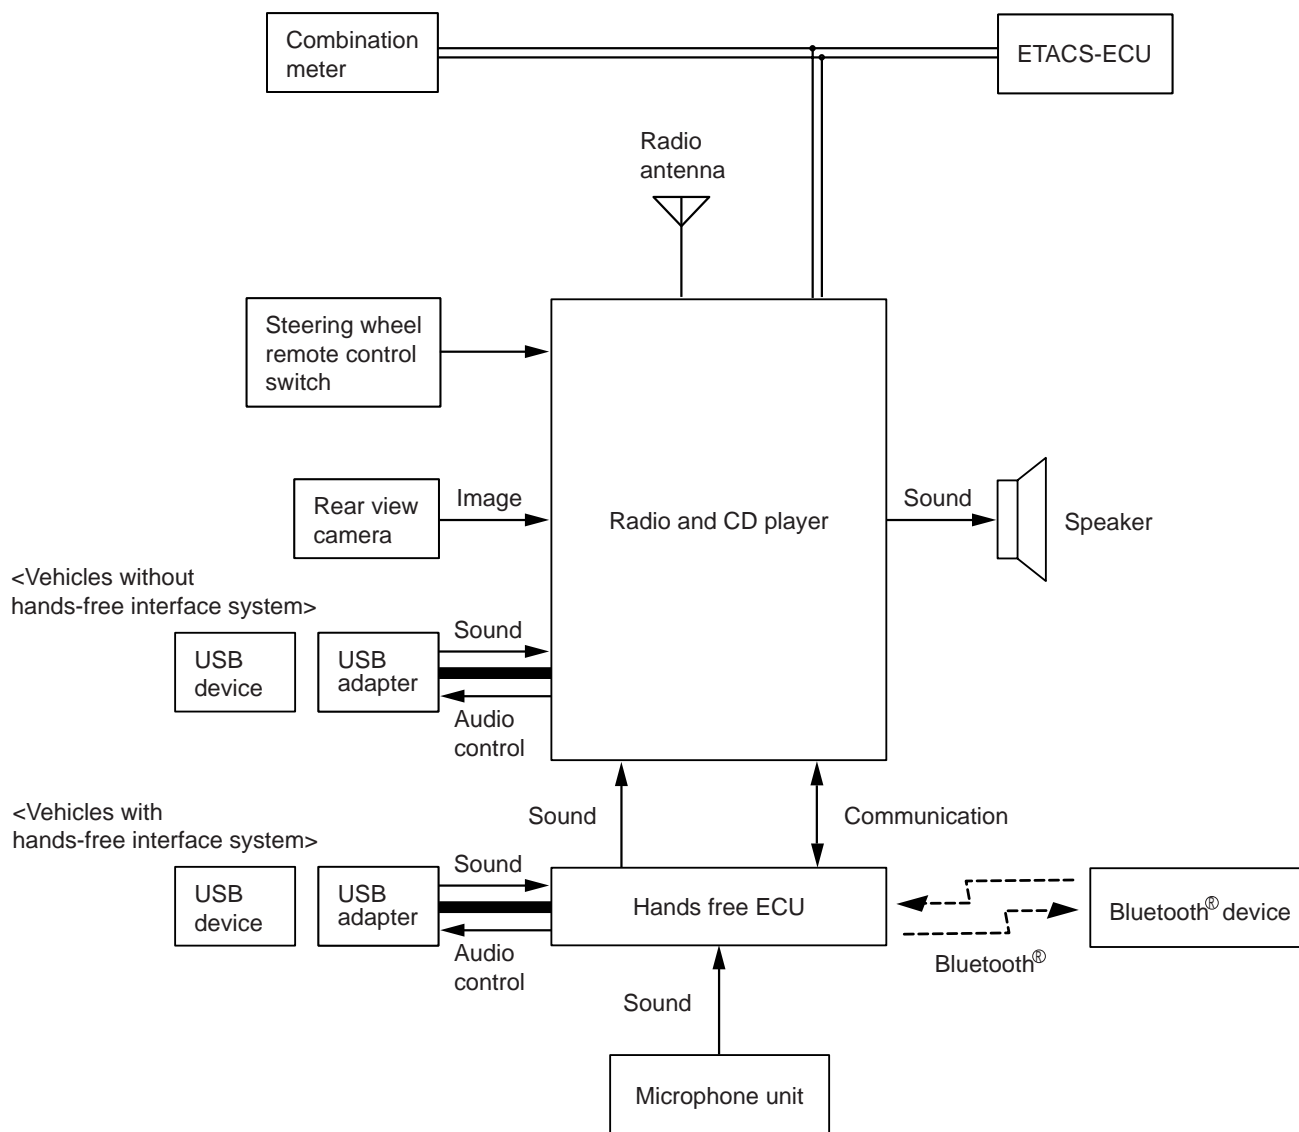 Combination
meter
ETACS-ECU
Radio
antenna
Steering wheel
remote control
switch
Rear view
camera
Image
Radio and CD player
Sound
Speaker
<Vehicles without
hands-free interface system>
USB
device
USB
adapter
Sound
Audio
control
Sound
Communication
<Vehicles with
hands-free interface system>
USB
device
USB
adapter
Sound
Audio
control
Hands free ECU
Bluetooth® device
Bluetooth®
Sound
Microphone unit